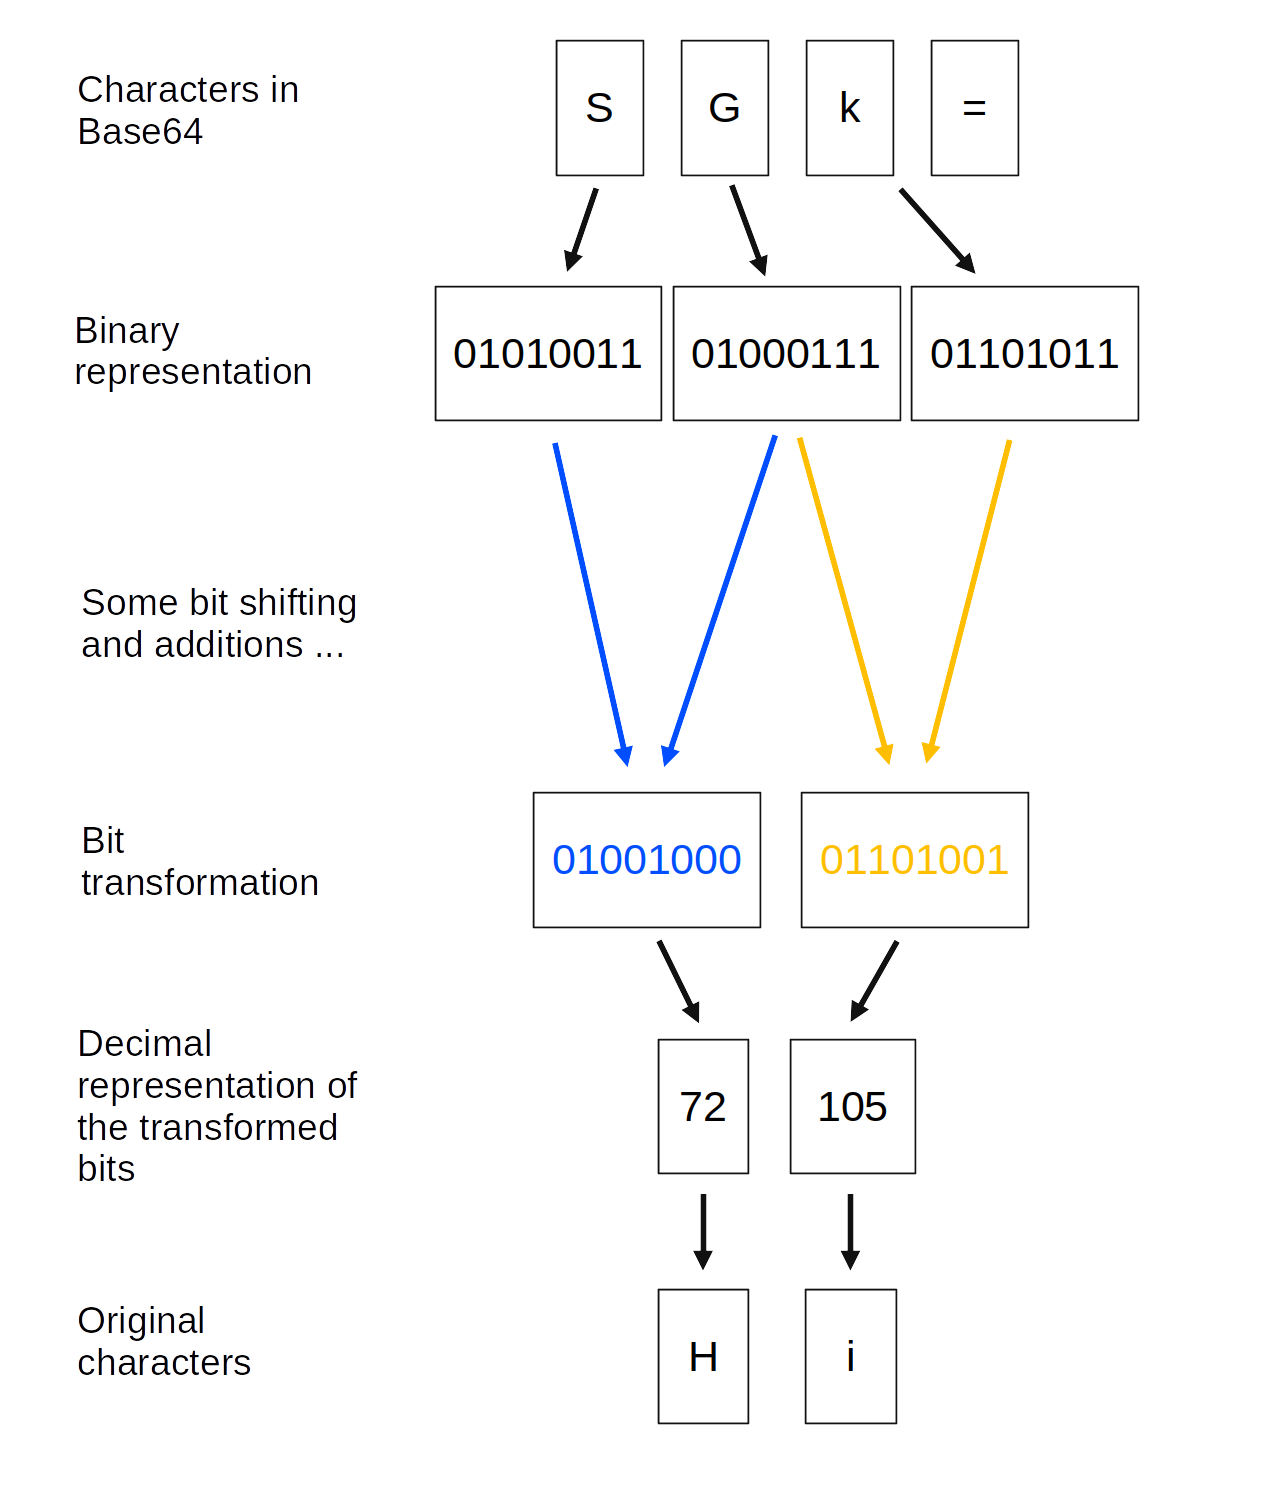 Characters in
Base64
S G k =
Binary
representation
01010011 01000111 01101011
Some bit shifting
and additions ...
Bit
transformation
01001000 01101001
Decimal
representation of
the transformed
bits
72 105
Original
characters
H i